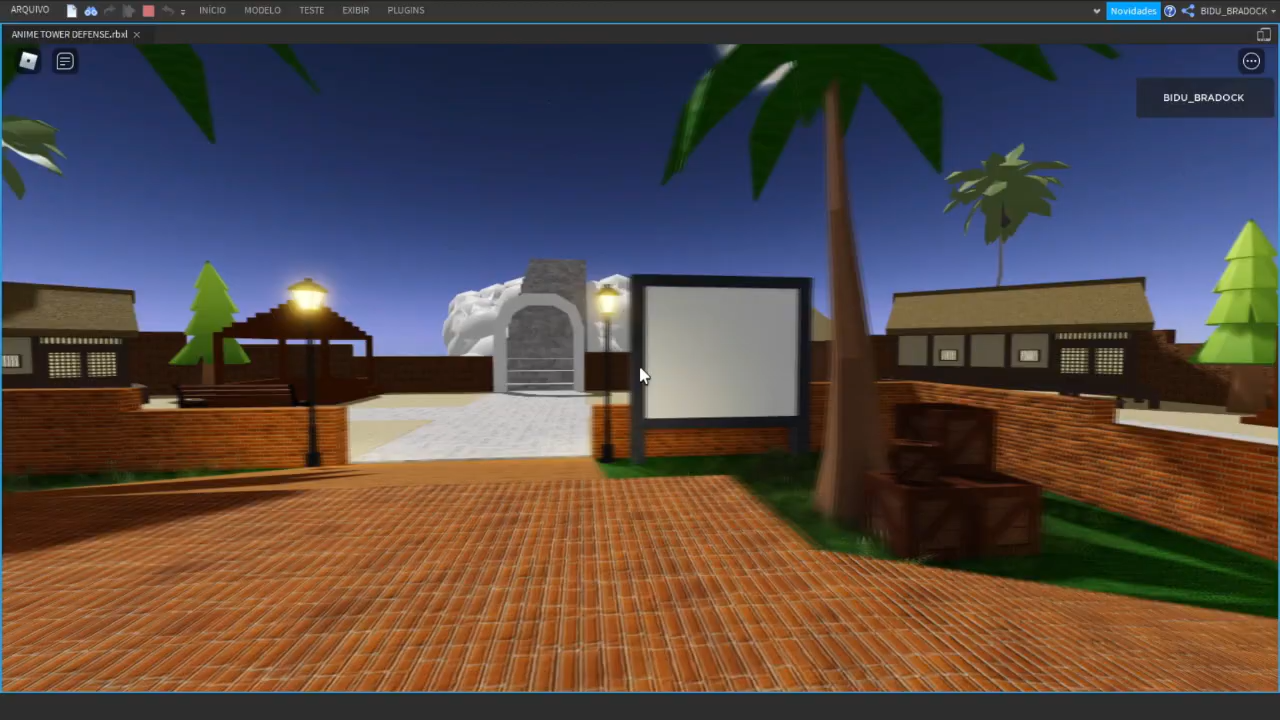 ARQUIVO INÍCIO MODELO TESTE EXIBIR PLUGINS Novidades BIDU_BRADOCK
ANIME TOWER DEFENSE.rbxl
BIDU_BRADOCK